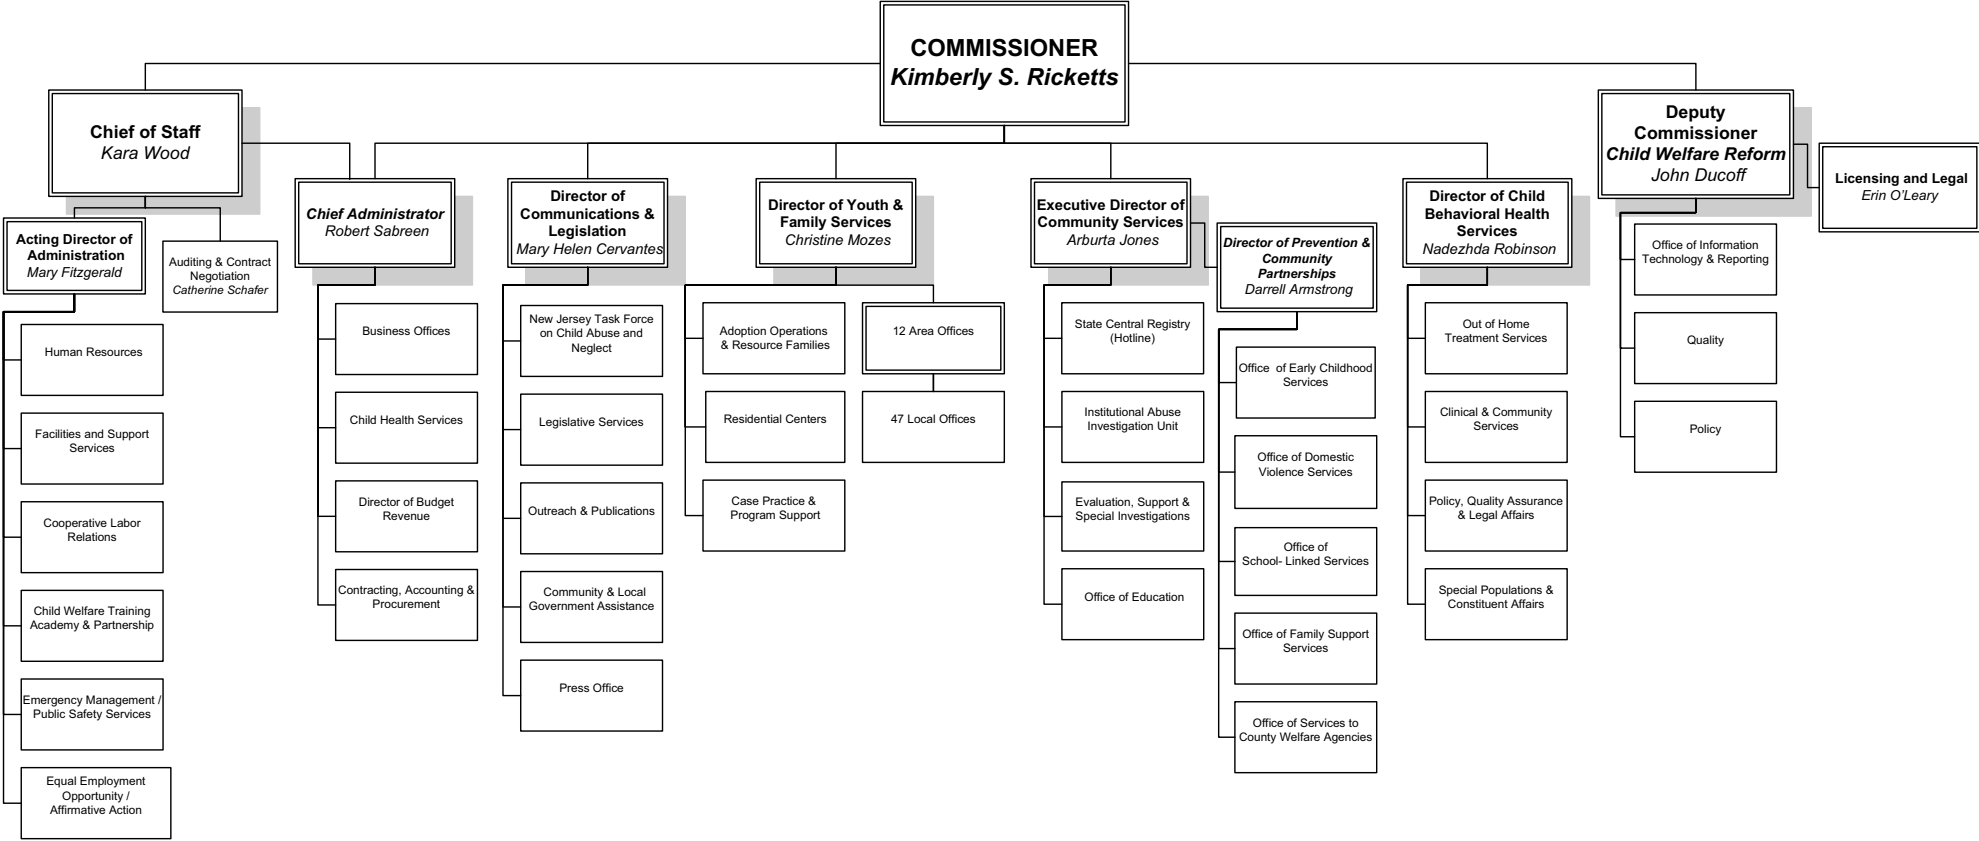 COMMISSIONER
Kimberly S. Ricketts
Chief of Staff
Kara Wood
Deputy
Commissioner
Child Welfare Reform
John Ducoff
Licensing and Legal
Erin O'Leary
Acting Director of
Administration
Mary Fitzgerald
Auditing & Contract
Negotiation
Catherine Schafer
Human Resources
Facilities and Support
Services
Cooperative Labor
Relations
Child Welfare Training
Academy & Partnership
Emergency Management /
Public Safety Services
Equal Employment
Opportunity /
Affirmative Action
Chief Administrator
Robert Sabreen
Business Offices
Child Health Services
Director of Budget
Revenue
Contracting, Accounting &
Procurement
Director of
Communications &
Legislation
Mary Helen Cervantes
New Jersey Task Force
on Child Abuse and
Neglect
Legislative Services
Outreach & Publications
Community & Local
Government Assistance
Press Office
Director of Youth &
Family Services
Christine Mozes
Adoption Operations
& Resource Families
Residential Centers
Case Practice &
Program Support
12 Area Offices
47 Local Offices
Executive Director of
Community Services
Arburta Jones
State Central Registry
(Hotline)
Institutional Abuse
Investigation Unit
Evaluation, Support &
Special Investigations
Office of Education
Director of Prevention &
Community
Partnerships
Darrell Armstrong
Office of Early Childhood
Services
Office of Domestic
Violence Services
Office of
School- Linked Services
Office of Family Support
Services
Office of Services to
County Welfare Agencies
Director of Child
Behavioral Health
Services
Nadezhda Robinson
Out of Home
Treatment Services
Clinical & Community
Services
Policy, Quality Assurance
& Legal Affairs
Special Populations &
Constituent Affairs
Office of Information
Technology & Reporting
Quality
Policy